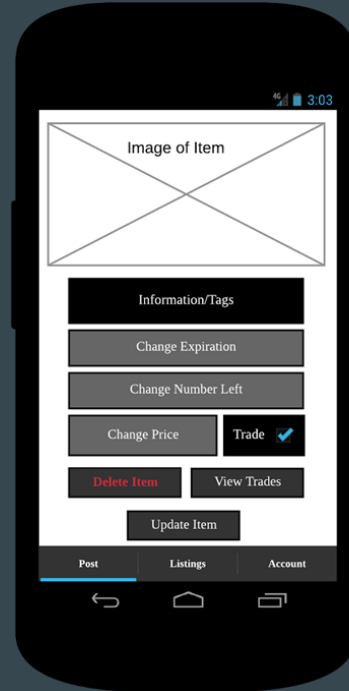 4G 3:03
Image of Item
Information/Tags
Change Expiration
Change Number Left
Change Price Trade
Delete Item View Trades
Update Item
Post Listings Account